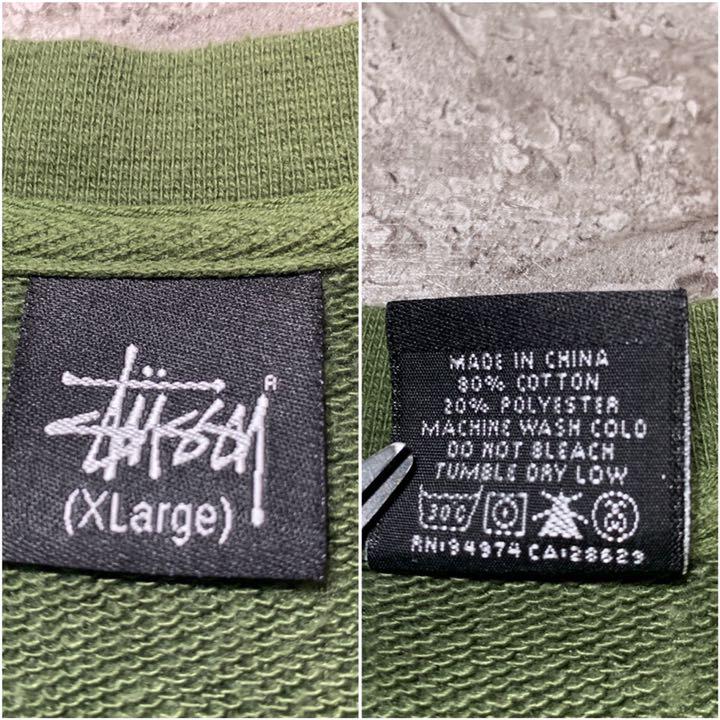 STÜSSY
®
(XLarge)
MADE IN CHINA
80% COTTON
20% POLYESTER
MACHINE WASH COLD
DO NOT BLEACH
TUMBLE DRY LOW
30C
RN:94974 CA:28629